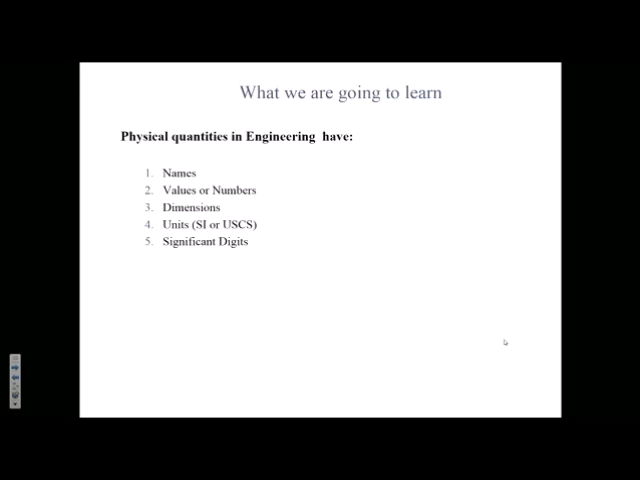 What we are going to learn
Physical quantities in Engineering have:
1. Names
2. Values or Numbers
3. Dimensions
4. Units (SI or USCS)
5. Significant Digits